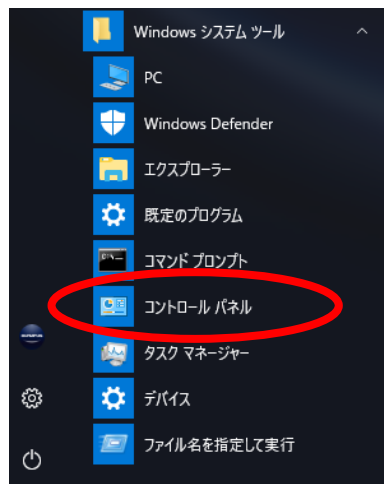 Windows システム ツール
PC
Windows Defender
エクスプローラー
既定のプログラム
コマンド プロンプト
コントロール パネル
タスク マネージャー
デバイス
ファイル名を指定して実行